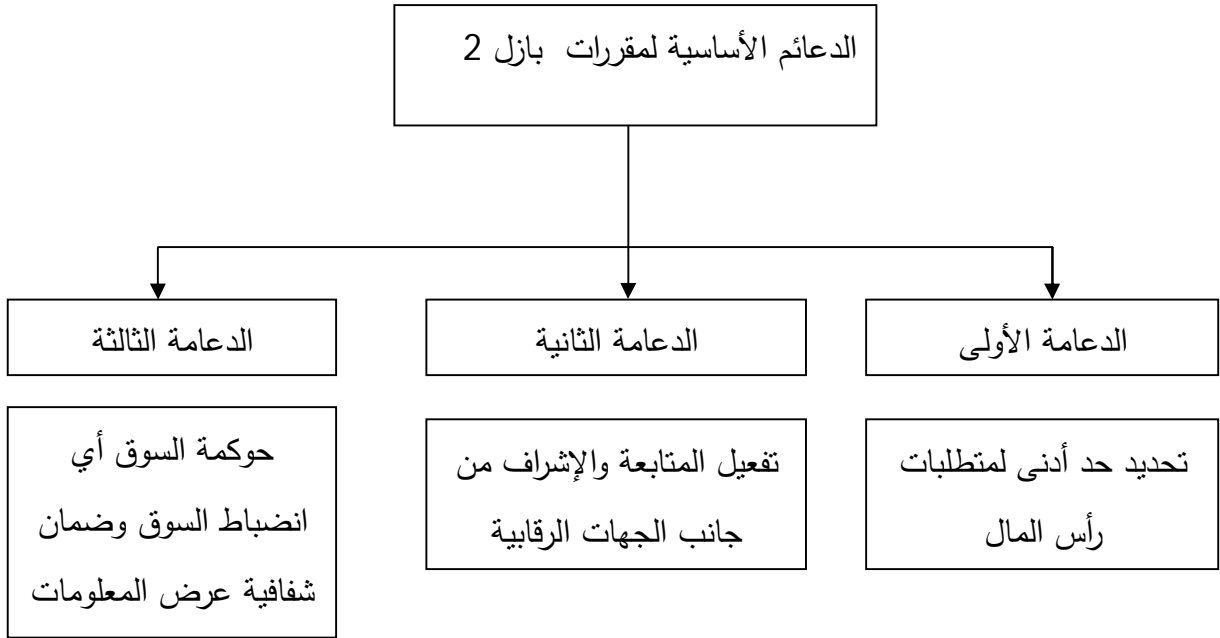 الدعائم الأساسية لمقررات بازل 2
الدعامة الأولى
الدعامة الثانية
الدعامة الثالثة
تحديد حد أدنى لمتطلبات
رأس المال
تفعيل المتابعة والإشراف من
جانب الجهات الرقابية
حوكمة السوق أي
انضباط السوق وضمان
شفافية عرض المعلومات